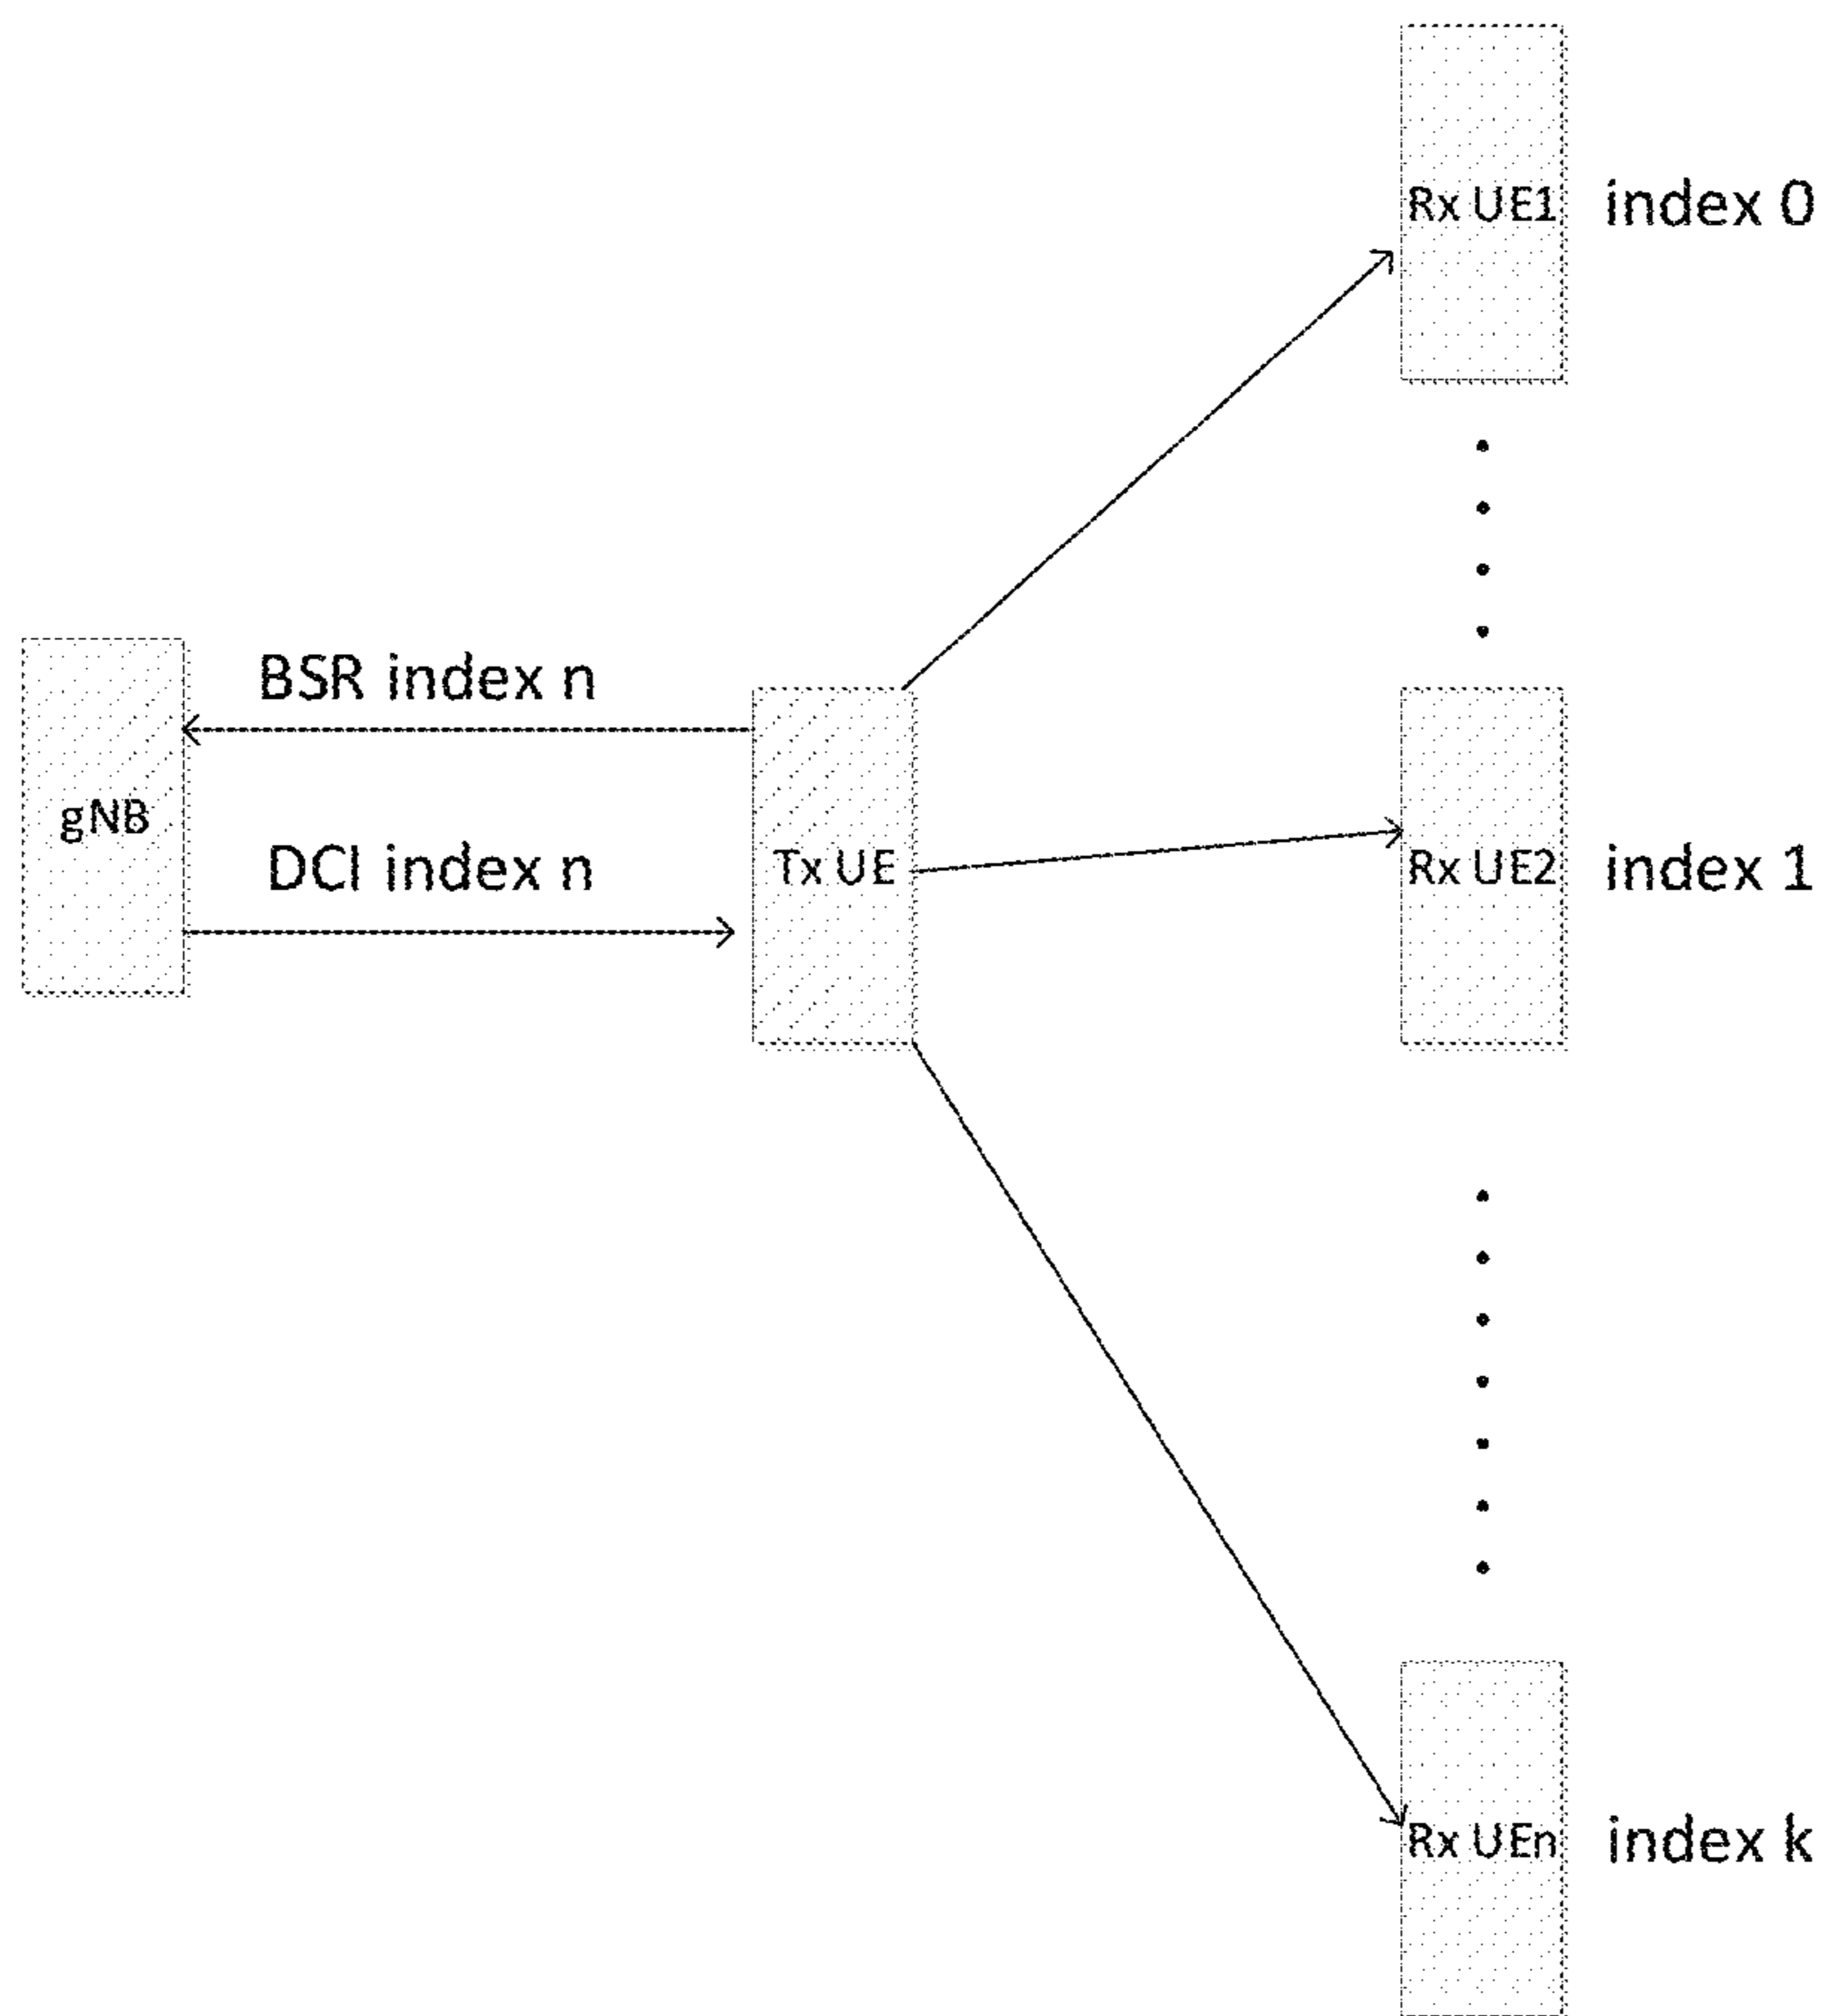 Rx UE1 index 0
BSR index n
gNB
DCI index n
Tx UE
Rx UE2 index 1
Rx UEn index k